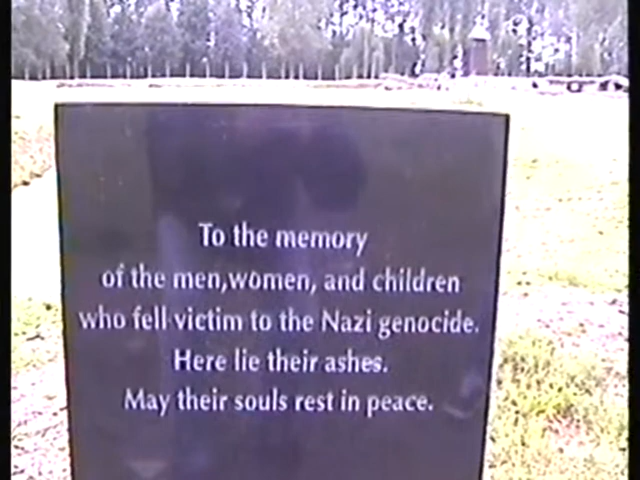 To the memory
of the men,women, and children
who fell victim to the Nazi genocide.
Here lie their ashes.
May their souls rest in peace.